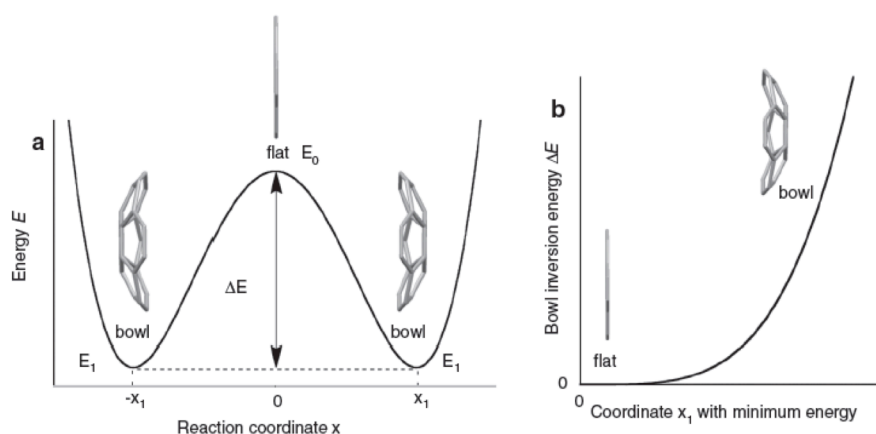 a
flat E₀
Energy E
ΔE
bowl
bowl
E₁
E₁
-x₁
0
x₁
Reaction coordinate x
b
Bowl inversion energy ΔE
bowl
flat
0
0
Coordinate x₁ with minimum energy